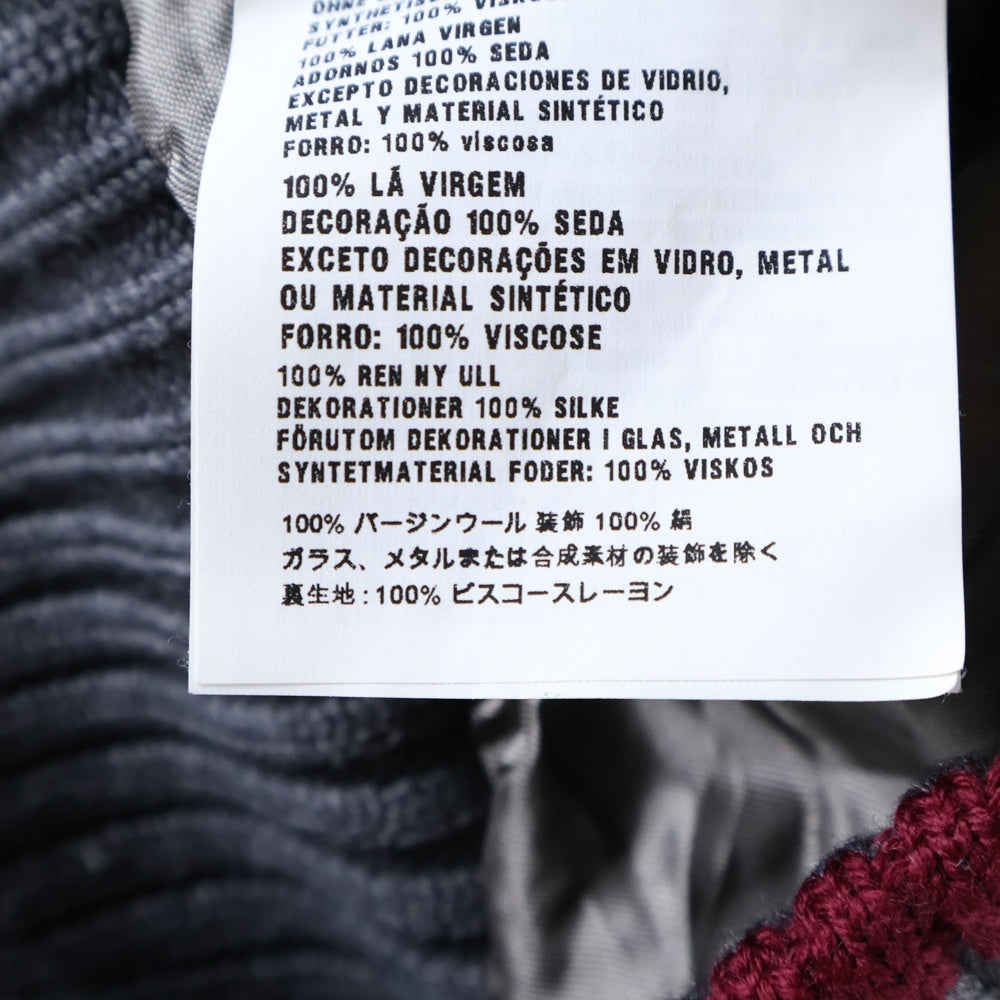 OHNE
SYNTHETISC
FUTTER: 100% VISKOSE
100% LANA VIRGEN
ADORNOS 100% SEDA
EXCEPTO DECORACIONES DE VIDRIO,
METAL Y MATERIAL SINTÉTICO
FORRO: 100% viscosa
100% LÃ VIRGEM
DECORAÇÃO 100% SEDA
EXCETO DECORAÇÕES EM VIDRO, METAL
OU MATERIAL SINTÉTICO
FORRO: 100% VISCOSE
100% REN NY ULL
DEKORATIONER 100% SILKE
FÖRUTOM DEKORATIONER I GLAS, METALL OCH
SYNTETMATERIAL FODER: 100% VISKOS
100% バージンウール 装飾 100% 絹
ガラス、メタルまたは合成素材の装飾を除く
裏生地:100% ビスコースレーヨン